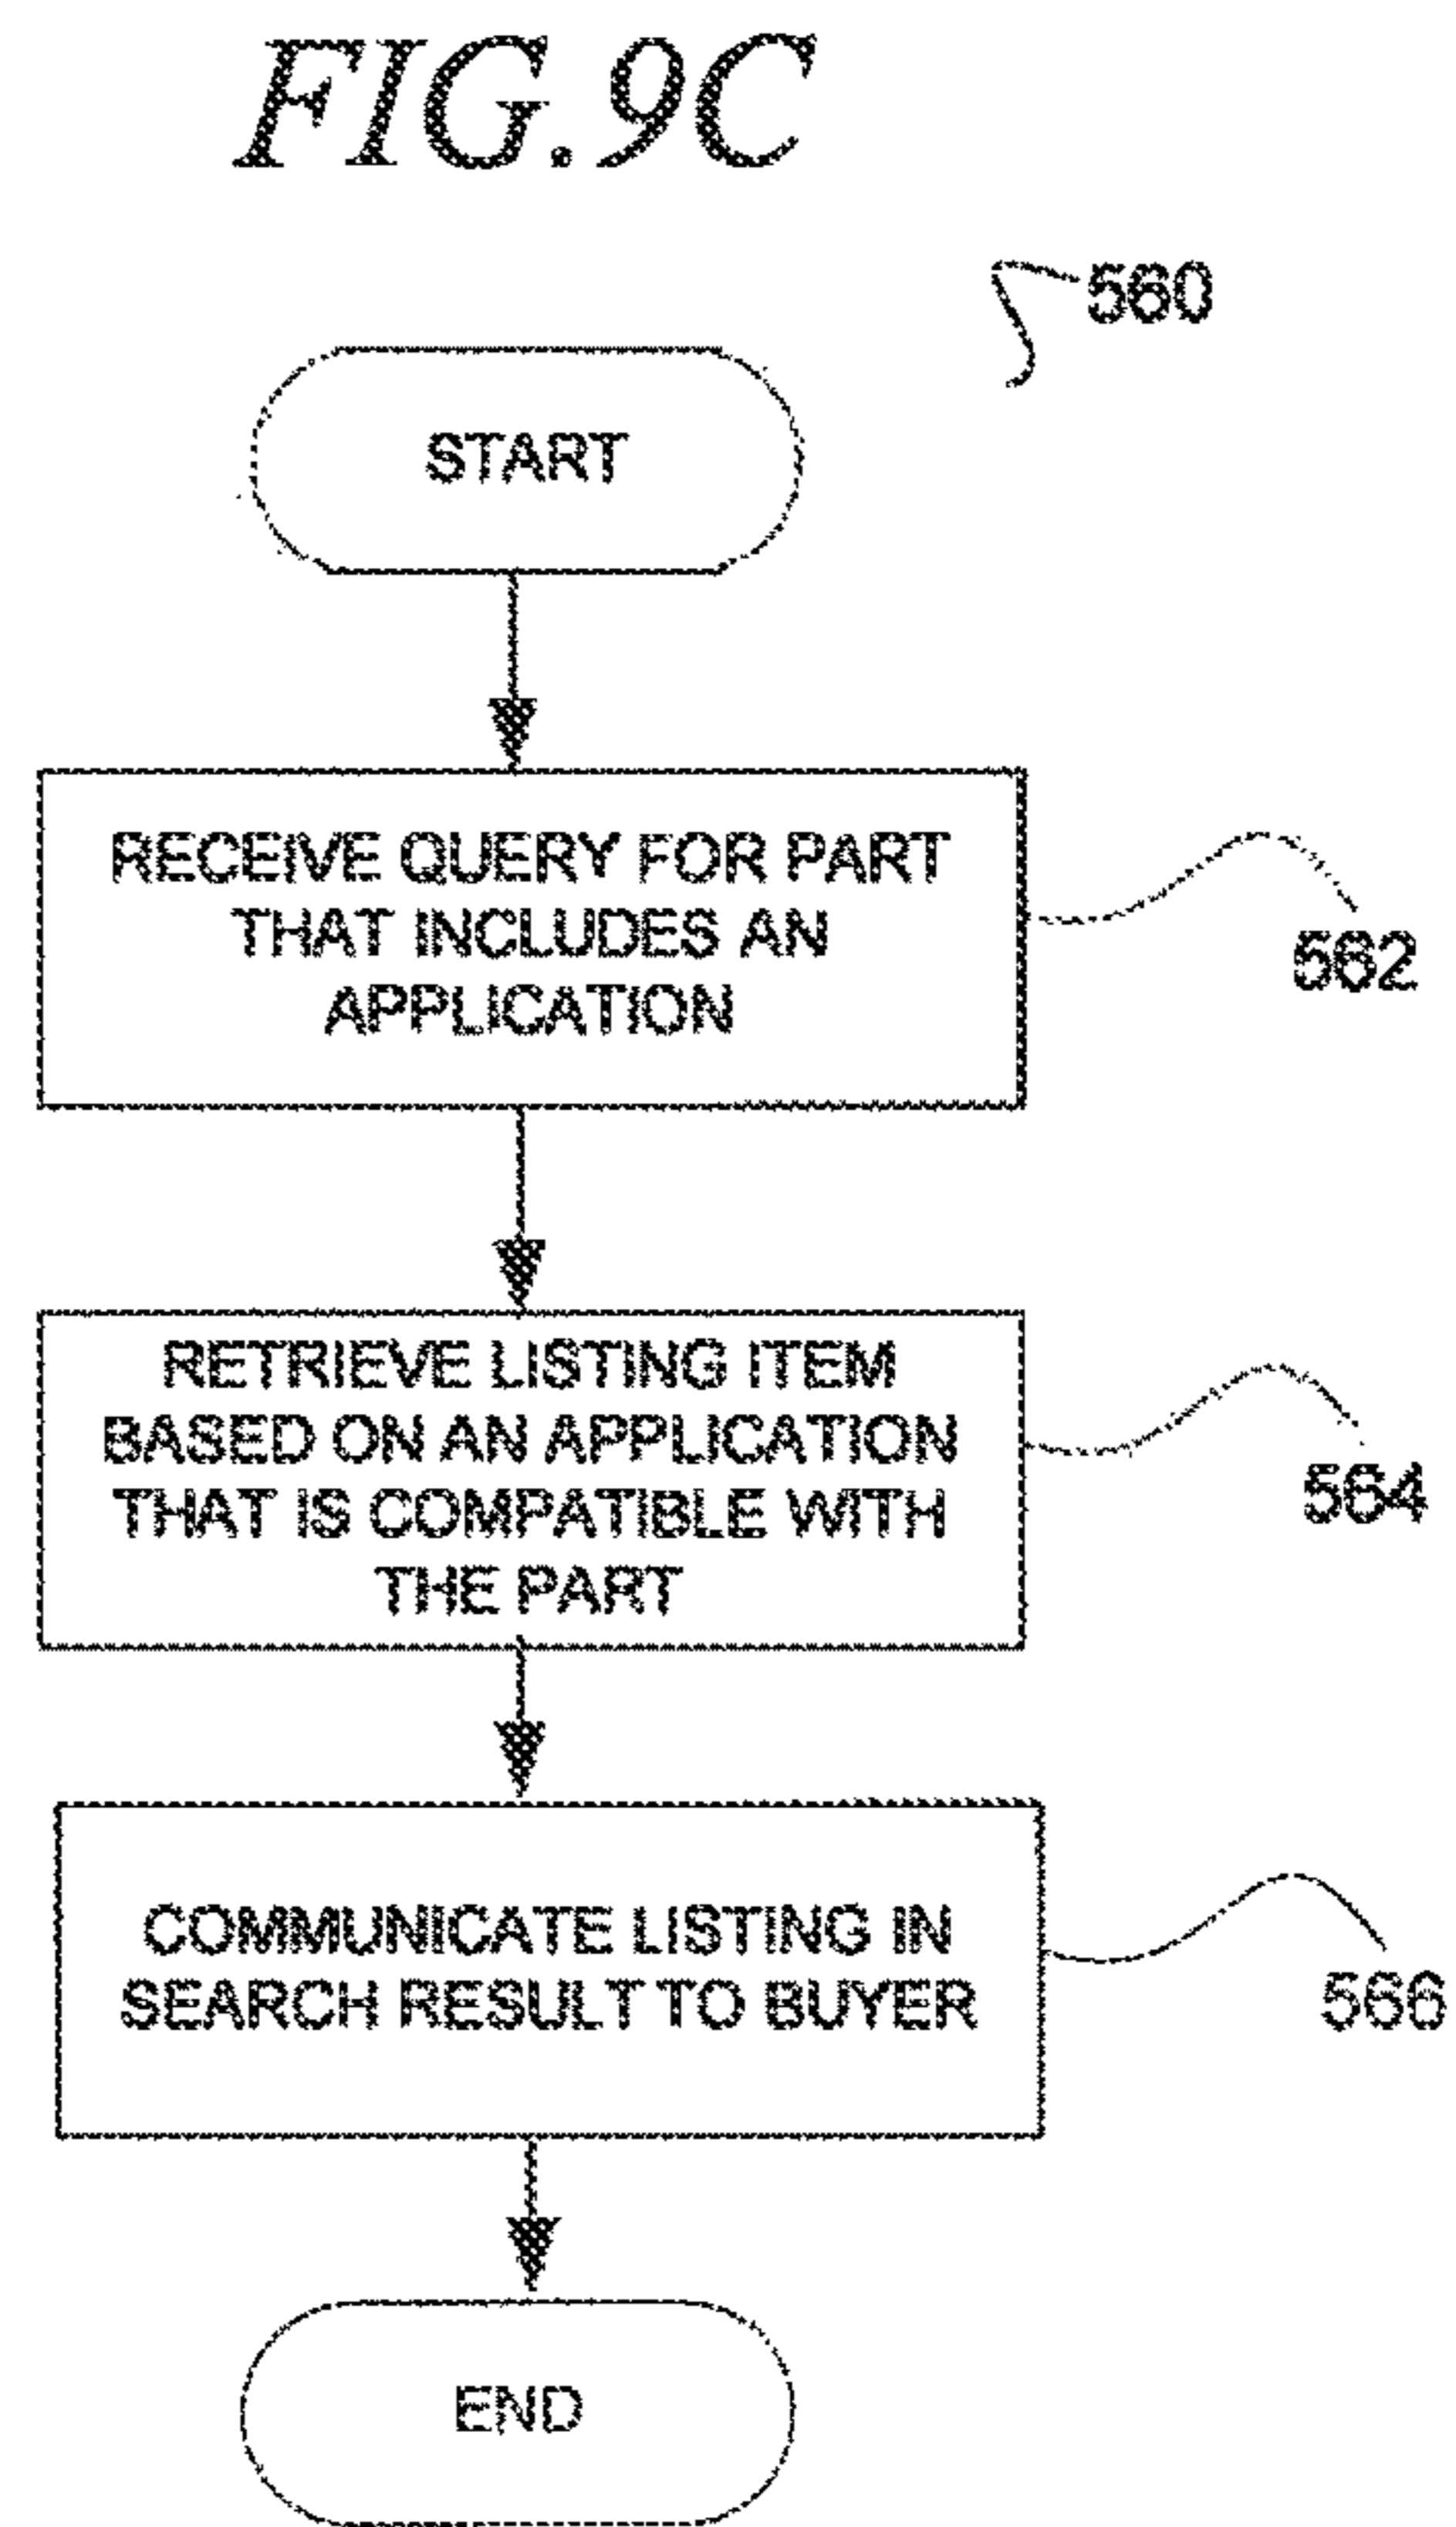 FIG.9C
560
START
RECEIVE QUERY FOR PART
THAT INCLUDES AN
APPLICATION
562
RETRIEVE LISTING ITEM
BASED ON AN APPLICATION
THAT IS COMPATIBLE WITH
THE PART
564
COMMUNICATE LISTING IN
SEARCH RESULT TO BUYER
566
END